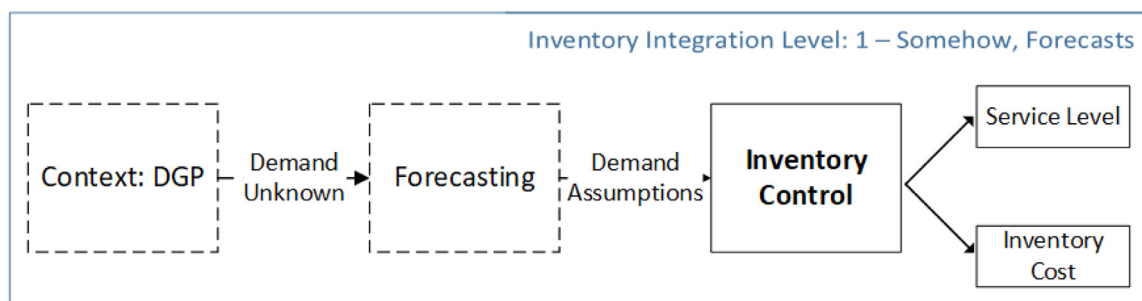 Inventory Integration Level: 1 – Somehow, Forecasts
Context: DGP
Demand
Unknown
Forecasting
Demand
Assumptions
Inventory
Control
Service Level
Inventory
Cost